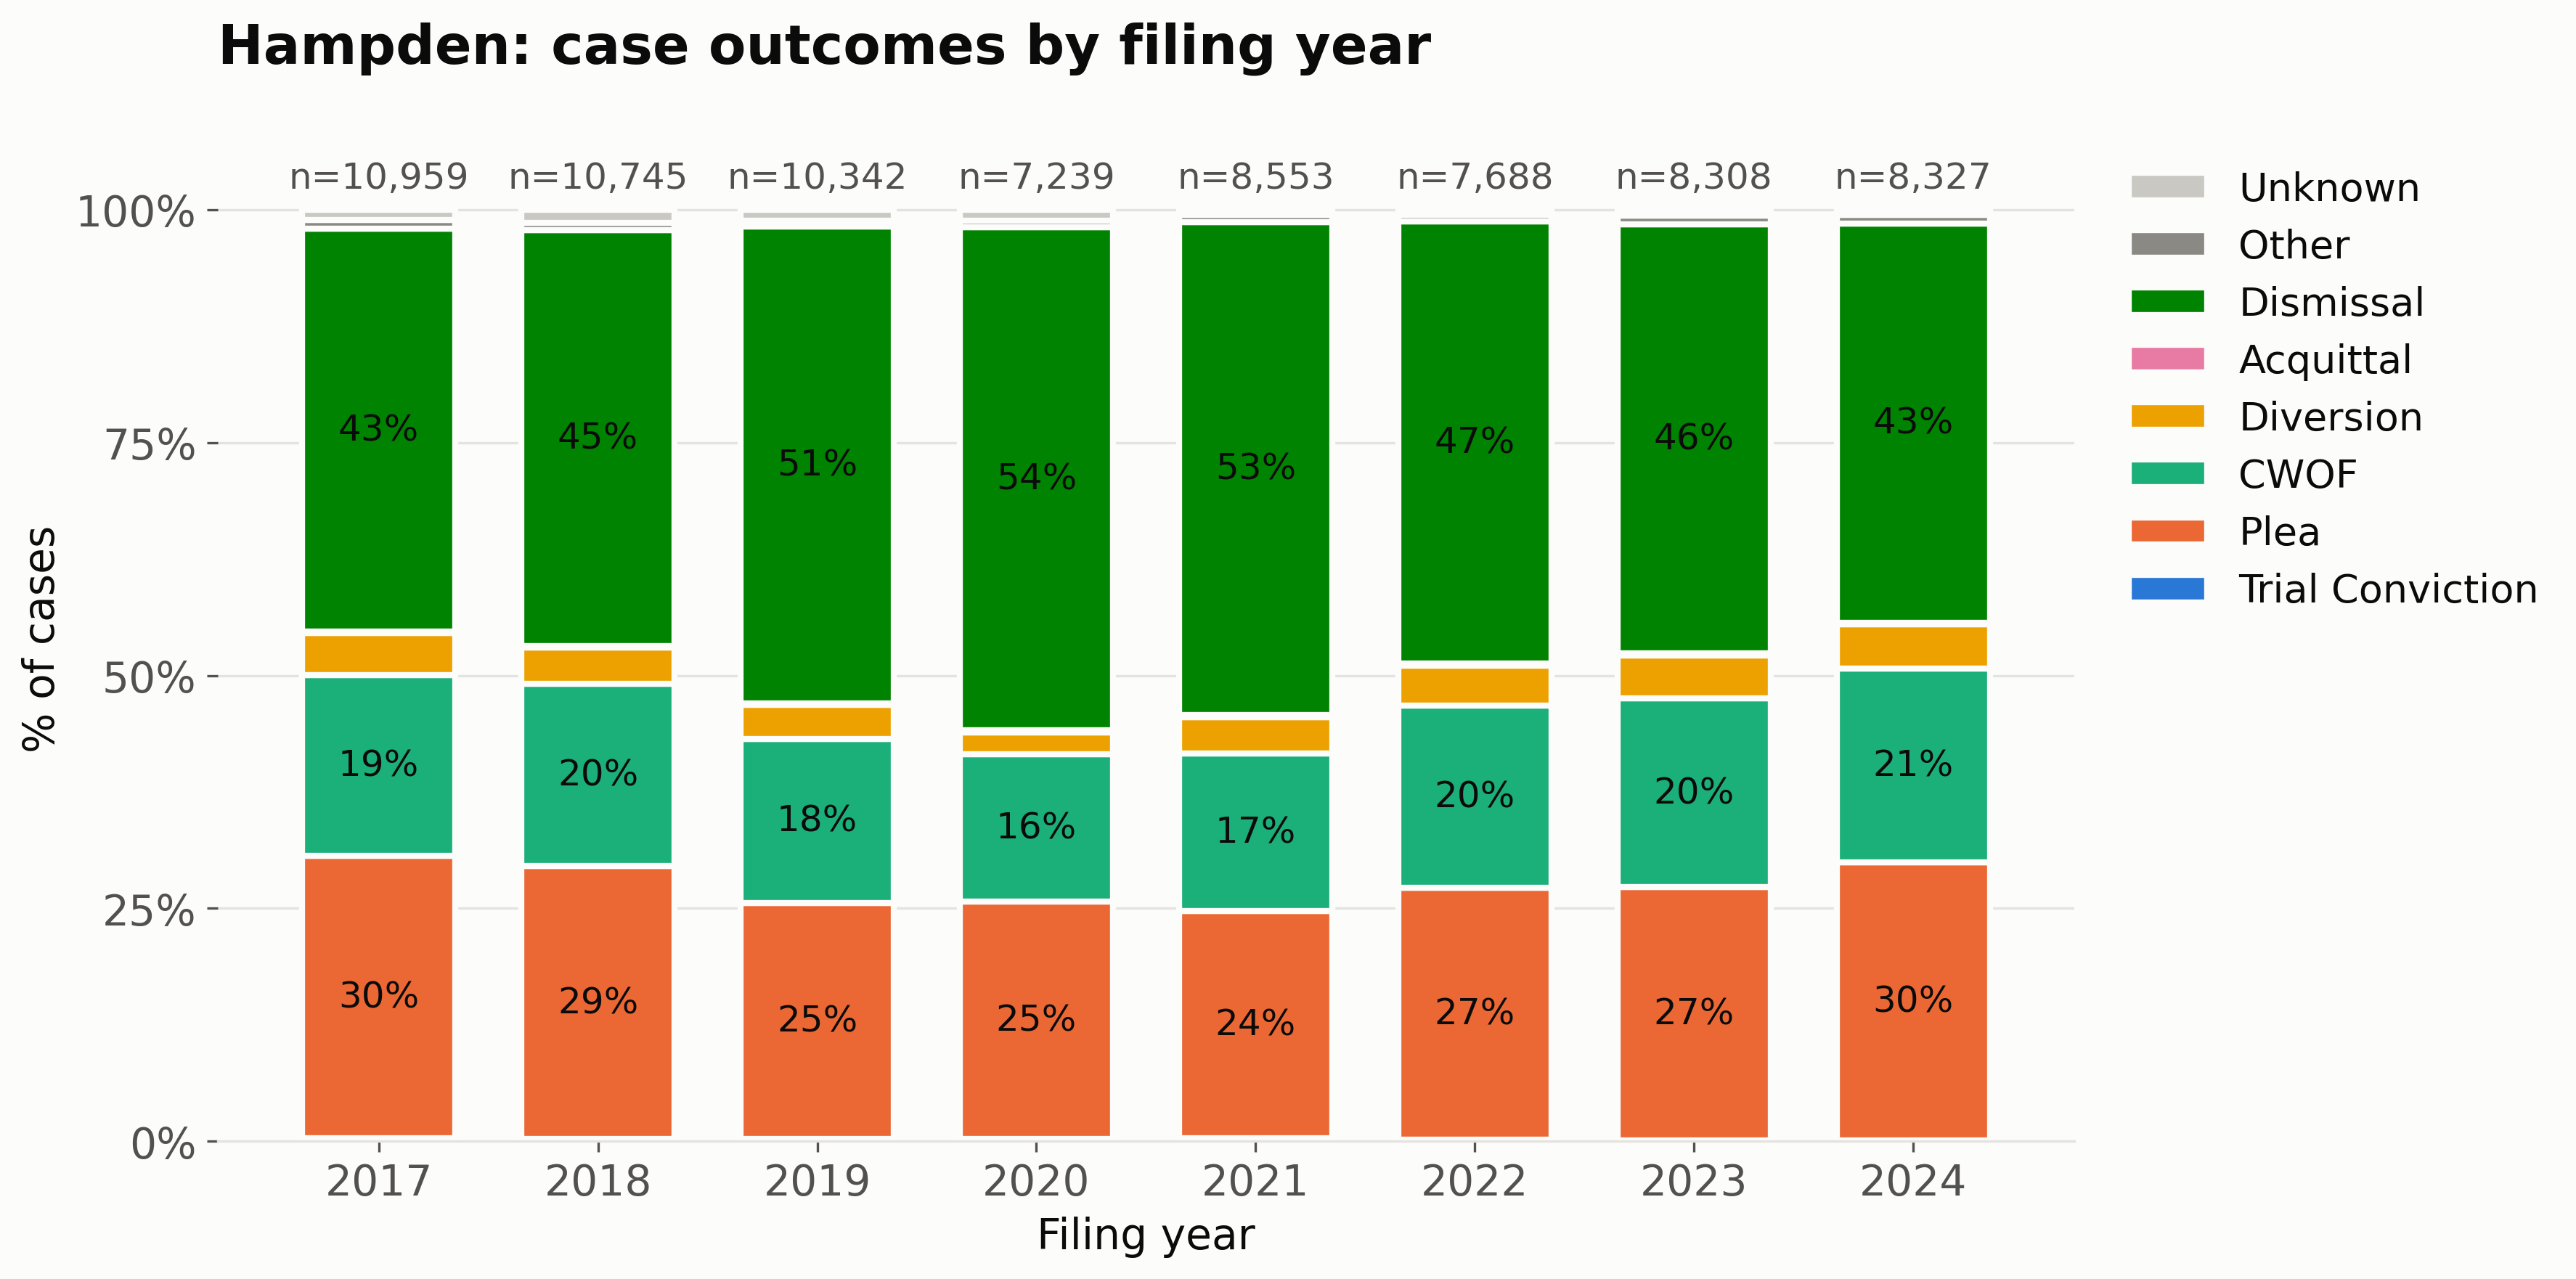 Hampden: case outcomes by filing year
n=10,959 n=10,745 n=10,342 n=7,239 n=8,553 n=7,688 n=8,308 n=8,327
% of cases
100%
75%
50%
25%
0%
43% 45% 51% 54% 53% 47% 46% 43%
19% 20% 18% 16% 17% 20% 20% 21%
30% 29% 25% 25% 24% 27% 27% 30%
2017 2018 2019 2020 2021 2022 2023 2024
Filing year
Unknown
Other
Dismissal
Acquittal
Diversion
CWOF
Plea
Trial Conviction